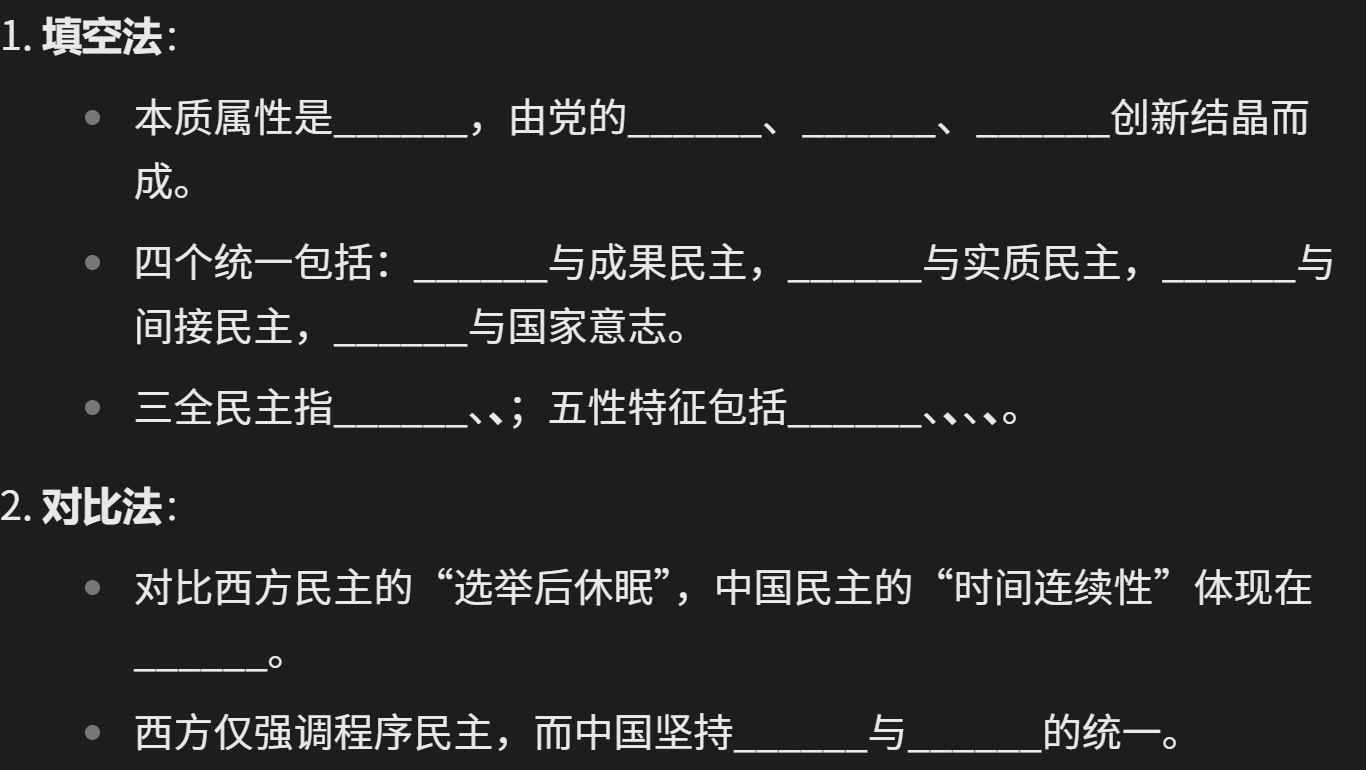 1. 填空法：
本质属性是______，由党的______、______、______创新结晶而
成。
四个统一包括：______与成果民主，______与实质民主，______与
间接民主，______与国家意志。
三全民主指______、、；五性特征包括______、、、、。
2. 对比法：
对比西方民主的“选举后休眠”，中国民主的“时间连续性”体现在
______。
西方仅强调程序民主，而中国坚持______与______的统一。